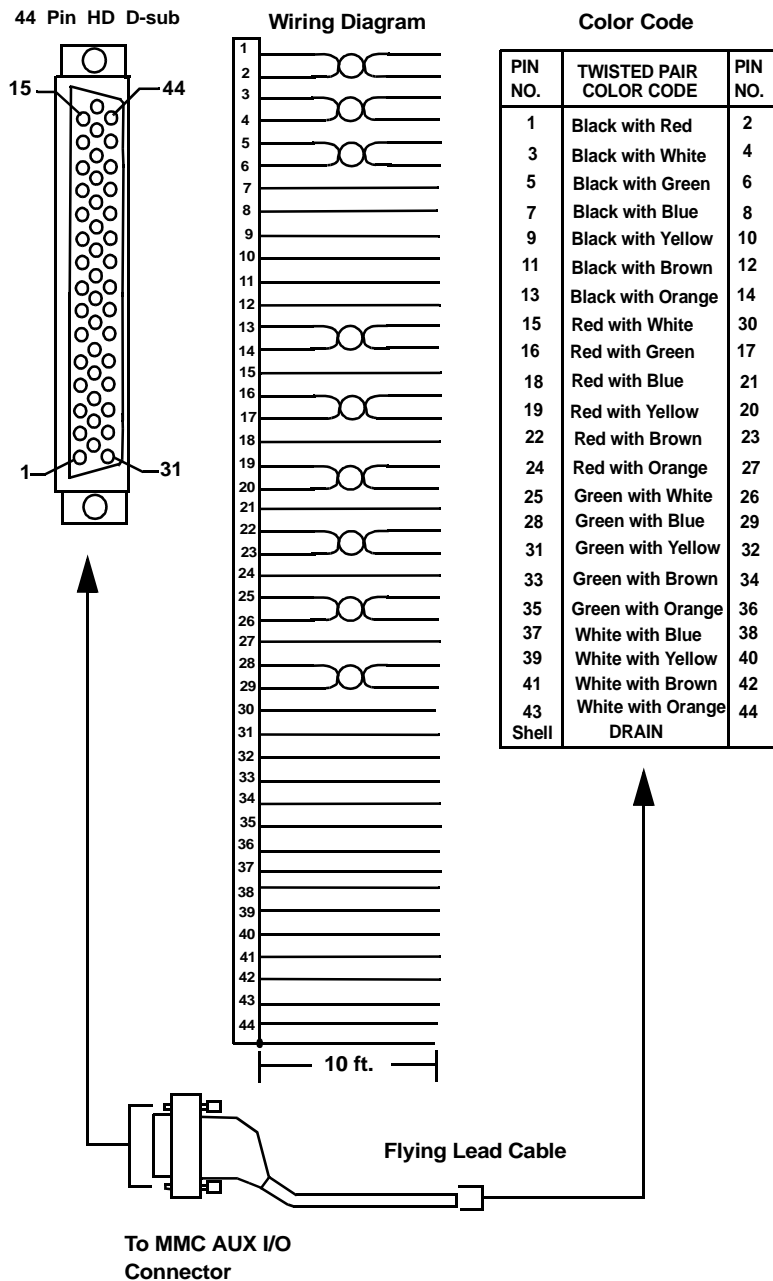 44 Pin HD D-sub
15
44
1
31
Wiring Diagram
1
2
3
4
5
6
7
8
9
10
11
12
13
14
15
16
17
18
19
20
21
22
23
24
25
26
27
28
29
30
31
32
33
34
35
36
37
38
39
40
41
42
43
44
10 ft.
Color Code
PIN NO. TWISTED PAIR COLOR CODE PIN NO.
1 Black with Red 2
3 Black with White 4
5 Black with Green 6
7 Black with Blue 8
9 Black with Yellow 10
11 Black with Brown 12
13 Black with Orange 14
15 Red with White 30
16 Red with Green 17
18 Red with Blue 21
19 Red with Yellow 20
22 Red with Brown 23
24 Red with Orange 27
25 Green with White 26
28 Green with Blue 29
31 Green with Yellow 32
33 Green with Brown 34
35 Green with Orange 36
37 White with Blue 38
39 White with Yellow 40
41 White with Brown 42
43 White with Orange 44
Shell DRAIN
Flying Lead Cable
To MMC AUX I/O
Connector